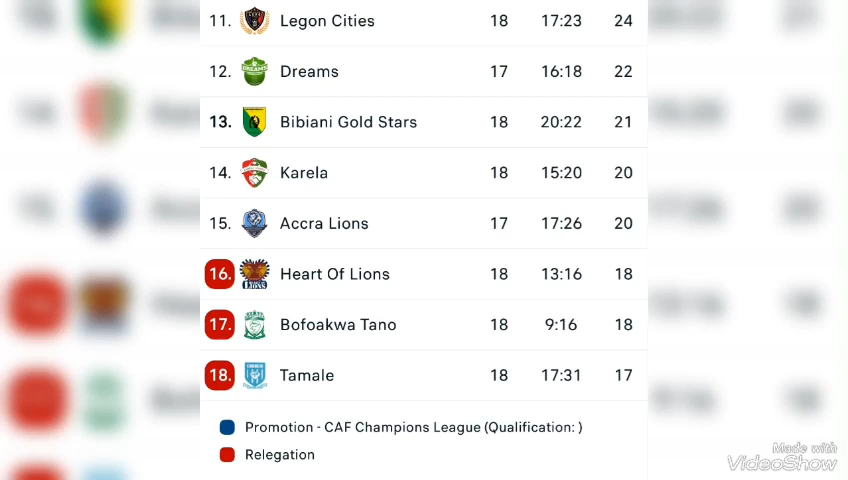 11. Legon Cities 18 17:23 24
12. Dreams 17 16:18 22
13. Bibiani Gold Stars 18 20:22 21
14. Karela 18 15:20 20
15. Accra Lions 17 17:26 20
16. Heart Of Lions 18 13:16 18
17. Bofoakwa Tano 18 9:16 18
18. Tamale 18 17:31 17
Promotion - CAF Champions League (Qualification: )
Relegation
Made with
VideoShow